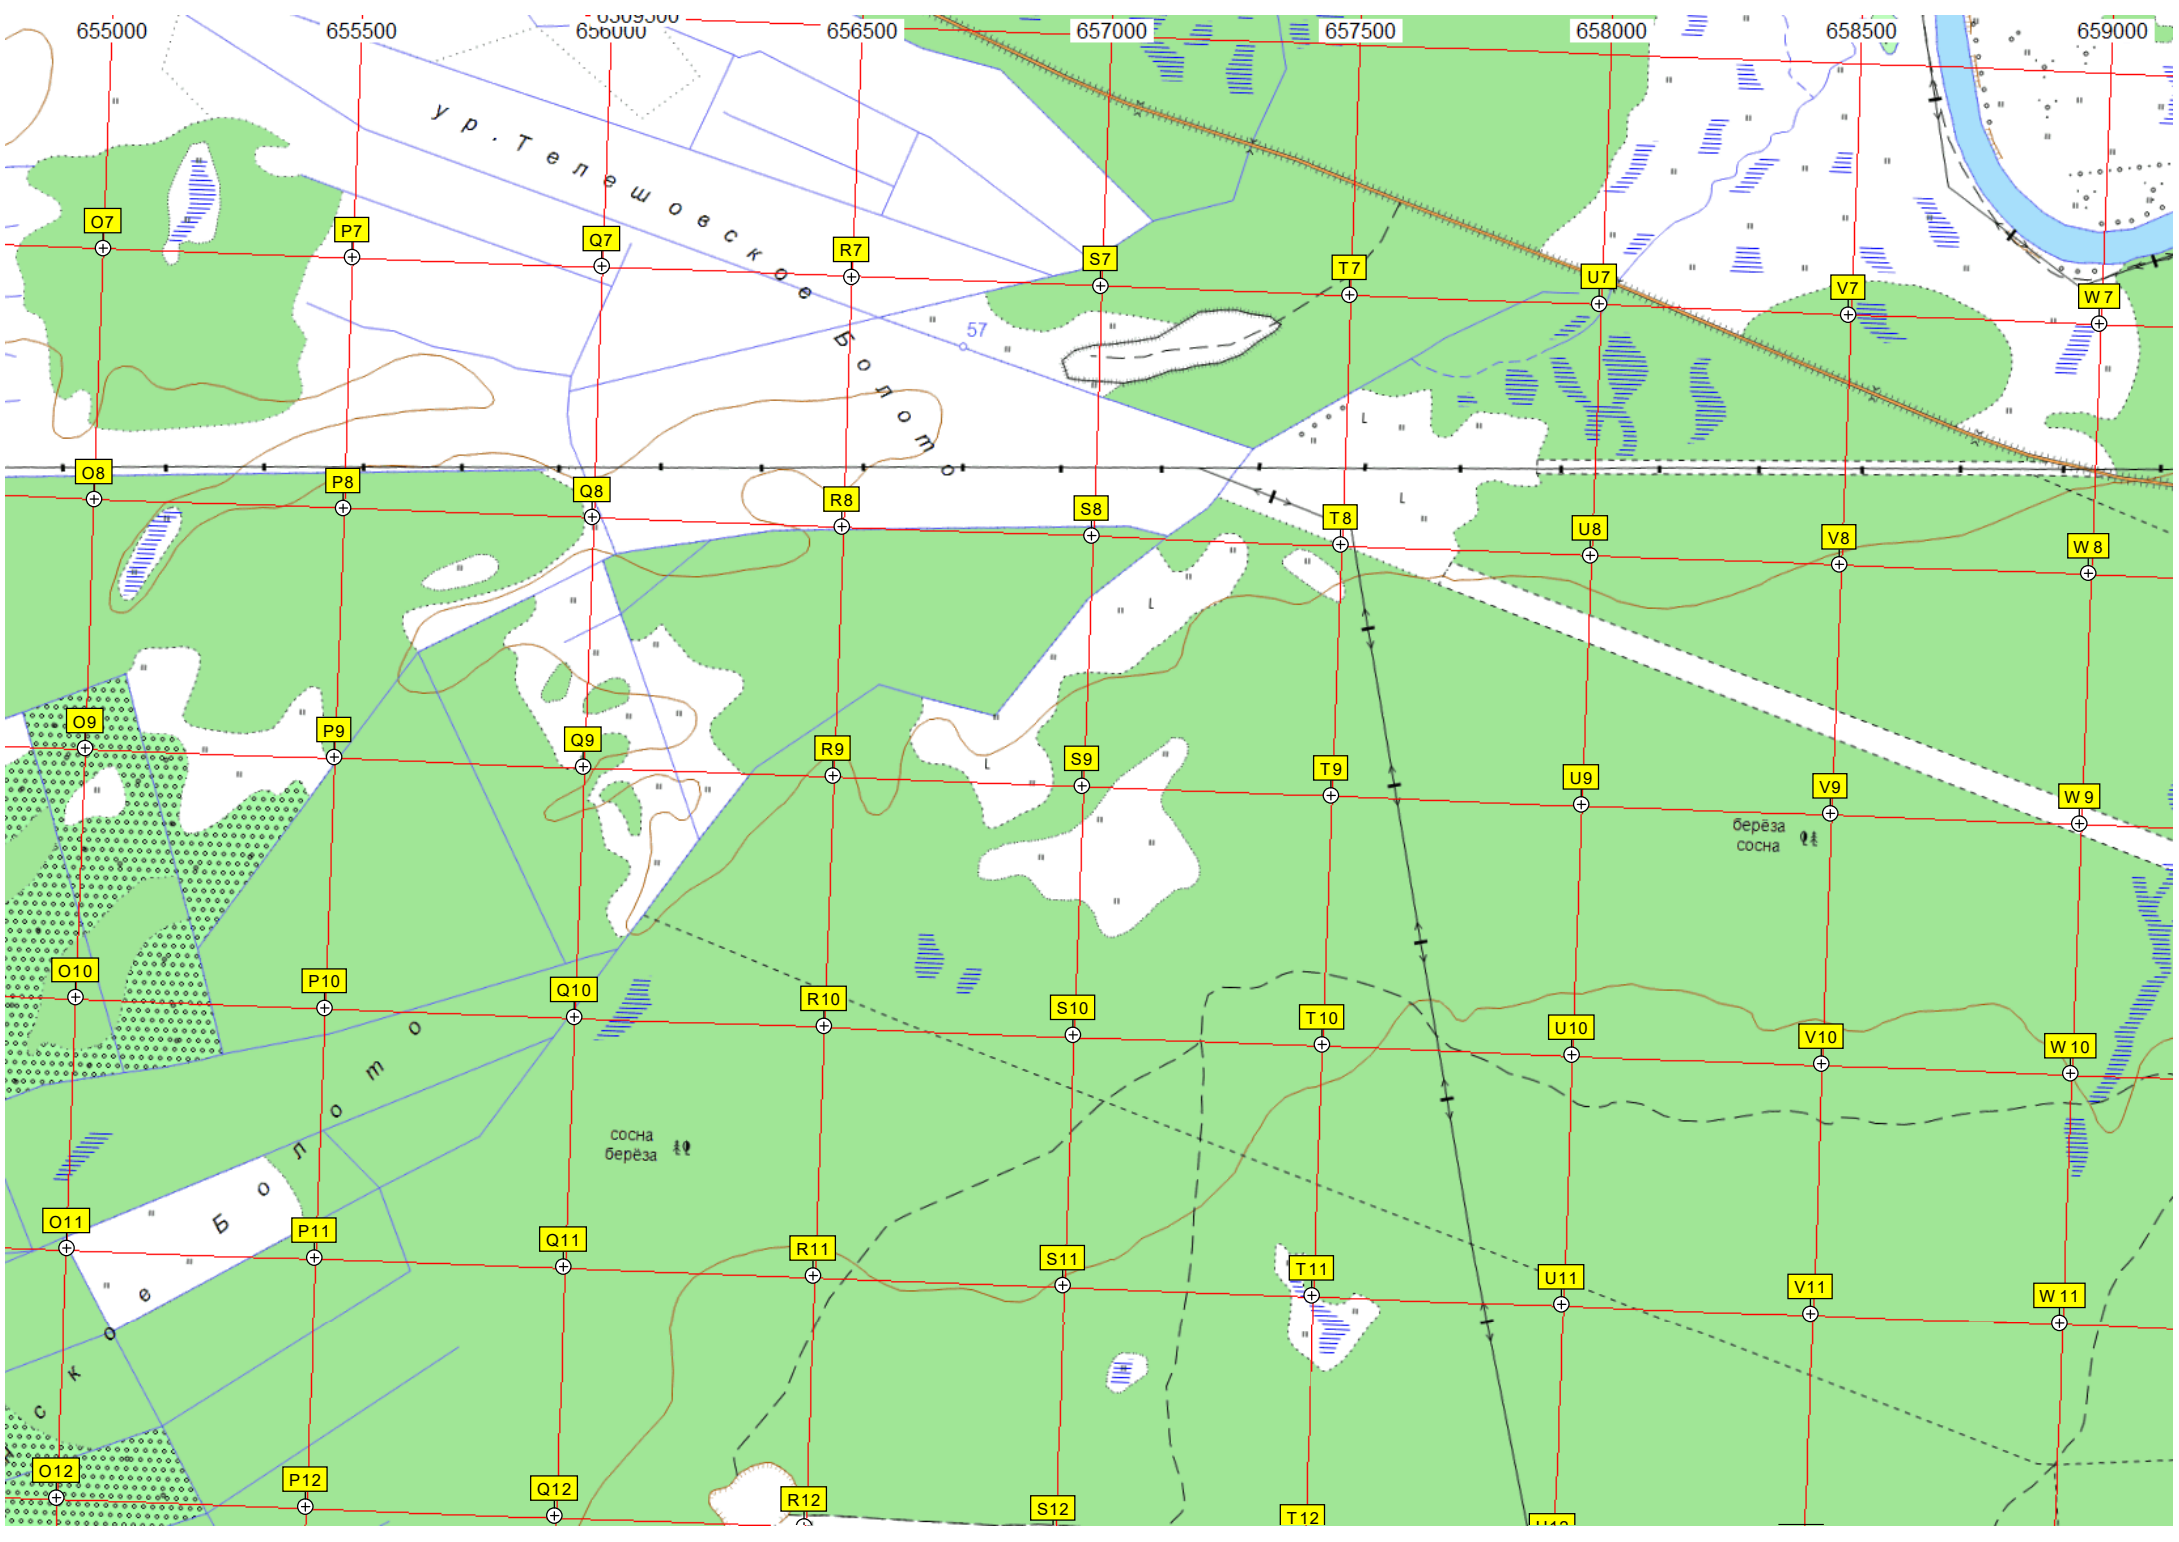 6509500
655000 655500 656000 656500 657000 657500 658000 658500 659000
ур. Телешовское Болото
O7 P7 Q7 R7 S7 T7 U7 V7 W7
57
O8 P8 Q8 R8 S8 T8 U8 V8 W8
L
L
L
O9 P9 Q9 R9 S9 T9 U9 V9 W9
L
берёза
сосна
O10 P10 Q10 R10 S10 T10 U10 V10 W10
сосна
берёза
ское Болото
O11 P11 Q11 R11 S11 T11 U11 V11 W11
O12 P12 Q12 R12 S12 T12 U12